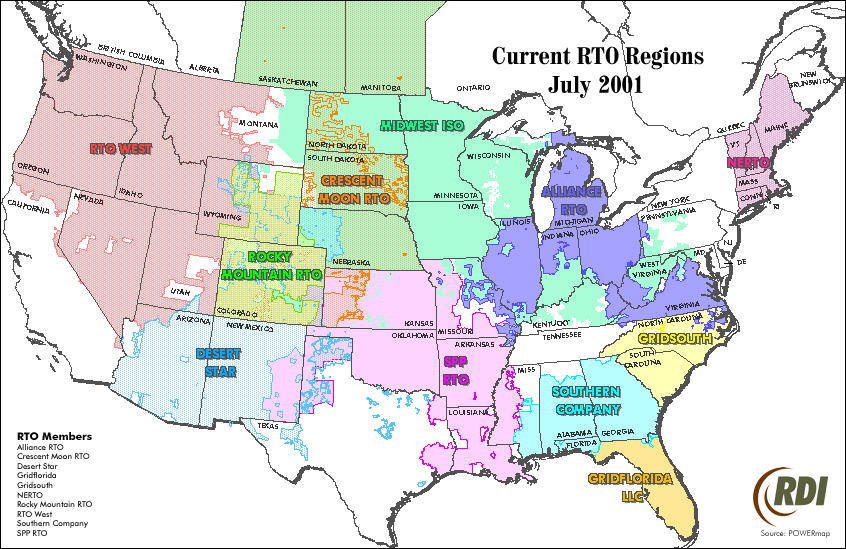 Current RTO Regions
July 2001
BRITISH COLUMBIA
ALBERTA
SASKATCHEWAN
MANITOBA
ONTARIO
QUEBEC
NEW
BRUNSWICK
WASHINGTON
MONTANA
NORTH DAKOTA
SOUTH DAKOTA
MINNESOTA
WISCONSIN
MICHIGAN
VT
MAINE
MASS
CONN
RI
NEW YORK
PENNSYLVANIA
NJ
MD
DE
OREGON
IDAHO
WYOMING
NEBRASKA
IOWA
ILLINOIS
INDIANA
OHIO
WEST
VIRGINIA
VIRGINIA
CALIFORNIA
NEVADA
UTAH
COLORADO
KANSAS
MISSOURI
KENTUCKY
NORTH CAROLINA
TENNESSEE
SOUTH
CAROLINA
ARIZONA
NEW MEXICO
OKLAHOMA
ARKANSAS
MISS
ALABAMA
GEORGIA
TEXAS
LOUISIANA
FLORIDA
RTO WEST
MIDWEST ISO
CRESCENT
MOON RTO
ALLIANCE
RTO
NERTO
ROCKY
MOUNTAIN RTO
DESERT
STAR
SPP
RTO
GRIDSOUTH
SOUTHERN
COMPANY
GRIDFLORIDA
LLC
RTO Members
Alliance RTO
Crescent Moon RTO
Desert Star
Gridflorida
Gridsouth
NERTO
Rocky Mountain RTO
RTO West
Southern Company
SPP RTO
RDI
Source: POWERmap